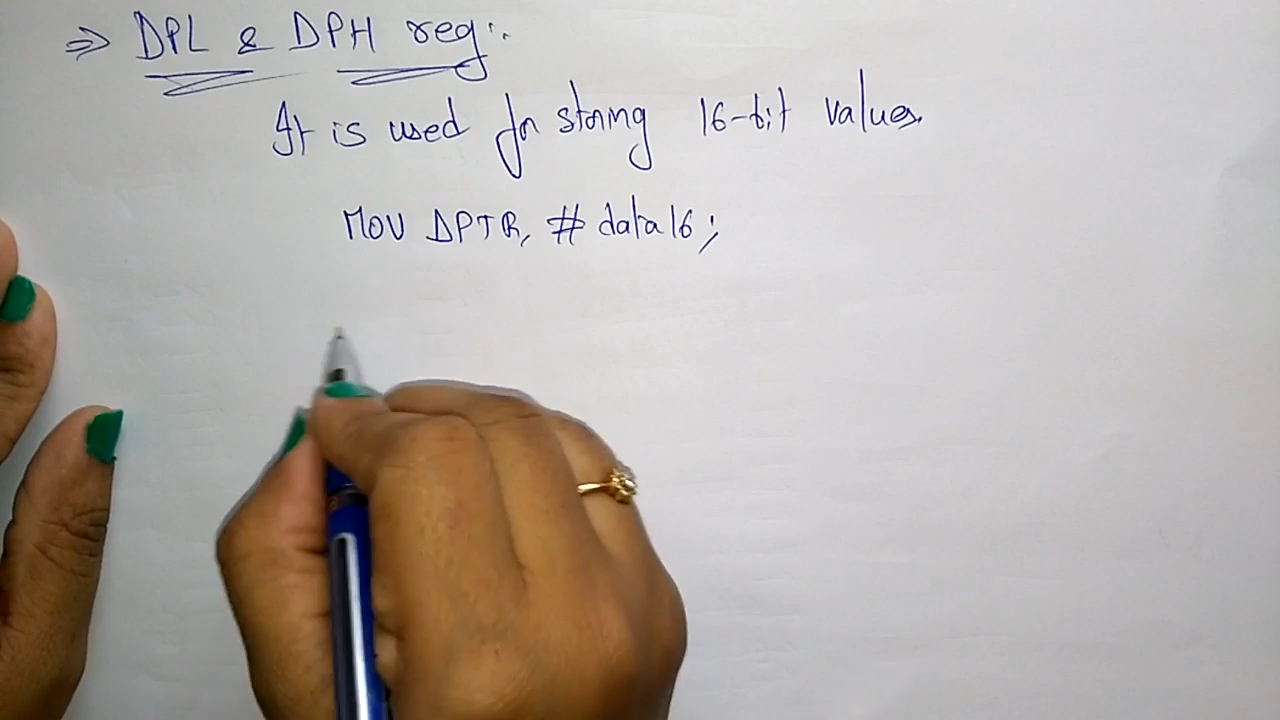 ⇒ DPL & DPH reg:.
It is used for storing 16-bit values.
MOV DPTR, # data16;